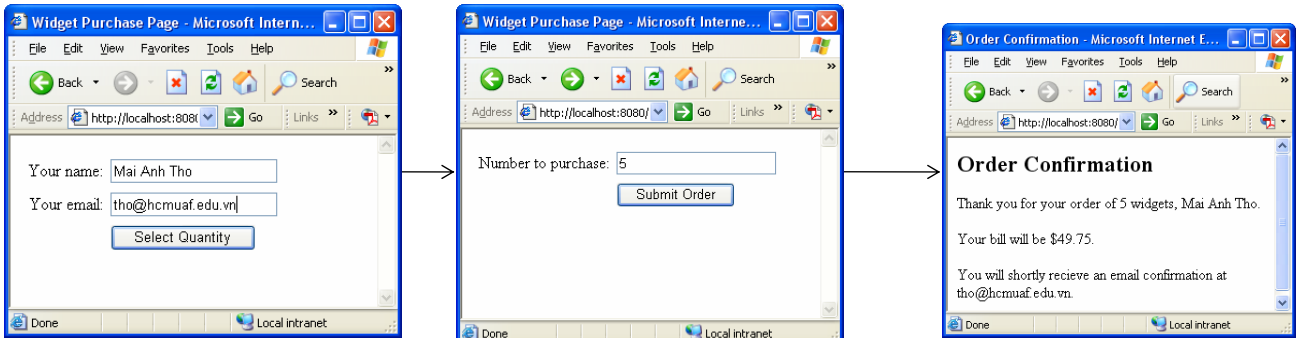 Widget Purchase Page - Microsoft Intern...
File Edit View Favorites Tools Help
Back Search »
Address http://localhost:808( Go Links »
Your name: Mai Anh Tho
Your email: tho@hcmuaf.edu.vn
Select Quantity
Done Local intranet
Widget Purchase Page - Microsoft Interne...
File Edit View Favorites Tools Help
Back Search »
Address http://localhost:8080/ Go Links »
Number to purchase: 5
Submit Order
Done Local intranet
Order Confirmation - Microsoft Internet E...
File Edit View Favorites Tools Help
Back Search »
Address http://localhost:8080/ Go Links »
Order Confirmation
Thank you for your order of 5 widgets, Mai Anh Tho.
Your bill will be $49.75.
You will shortly recieve an email confirmation at
tho@hcmuaf.edu.vn.
Done Local intranet